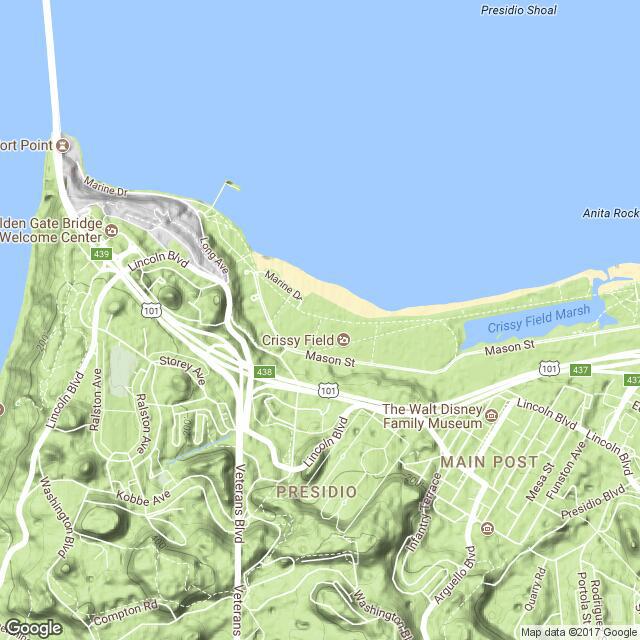 Presidio Shoal
ort Point
Marine Dr
Anita Rock
lden Gate Bridge
Welcome Center
439
Lincoln Blvd
Long Ave
Marine Dr
101
Crissy Field Marsh
Crissy Field
Mason St
Mason St
200
Storey Ave
438
101
101
437
437
Lincoln Blvd
Ralston Ave
Ralston Ave
The Walt Disney
Family Museum
Lincoln Blvd
Lincoln Blvd
Lincoln Blvd
Funston Ave
MAIN POST
Mesa St
Veterans Blvd
Kobbe Ave
PRESIDIO
Infantry Terrace
Presidio Blvd
Washington Blvd
Arguello Blvd
Quarry Rd
Rodrigue
Portola St
Compton Rd
Veterans
Washington Blvd
Google
Map data ©2017 Google